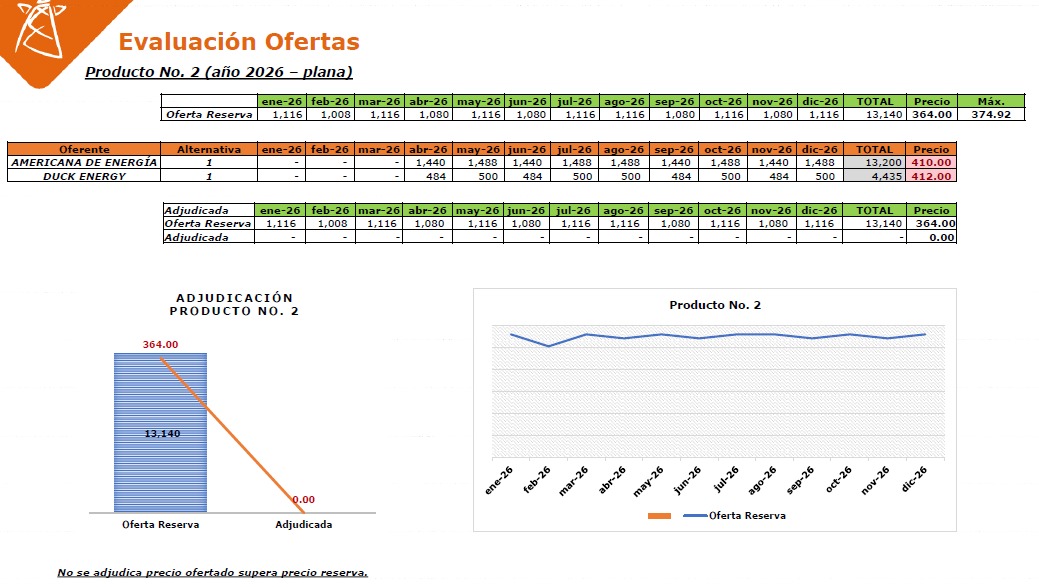 Evaluación Ofertas
Producto No. 2 (año 2026 – plana)
ene-26 feb-26 mar-26 abr-26 may-26 jun-26 jul-26 ago-26 sep-26 oct-26 nov-26 dic-26 TOTAL Precio Máx.
Oferta Reserva 1,116 1,008 1,116 1,080 1,116 1,080 1,116 1,116 1,080 1,116 1,080 1,116 13,140 364.00 374.92
Oferente Alternativa ene-26 feb-26 mar-26 abr-26 may-26 jun-26 jul-26 ago-26 sep-26 oct-26 nov-26 dic-26 TOTAL Precio
AMERICANA DE ENERGÍA 1 - - - 1,440 1,488 1,440 1,488 1,488 1,440 1,488 1,440 1,488 13,200 410.00
DUCK ENERGY 1 - - - 484 500 484 500 500 484 500 484 500 4,435 412.00
Adjudicada ene-26 feb-26 mar-26 abr-26 may-26 jun-26 jul-26 ago-26 sep-26 oct-26 nov-26 dic-26 TOTAL Precio
Oferta Reserva 1,116 1,008 1,116 1,080 1,116 1,080 1,116 1,116 1,080 1,116 1,080 1,116 13,140 364.00
Adjudicada - - - - - - - - - - - - - 0.00
ADJUDICACIÓN
PRODUCTO NO. 2
364.00
13,140
0.00
Oferta Reserva Adjudicada
Producto No. 2
ene-26 feb-26 mar-26 abr-26 may-26 jun-26 jul-26 ago-26 sep-26 oct-26 nov-26 dic-26
Oferta Reserva
No se adjudica precio ofertado supera precio reserva.